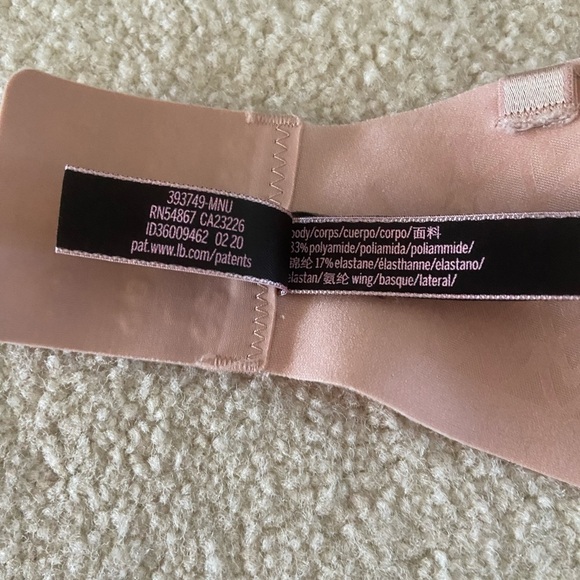 393749-MNU
RN54867 CA23226
ID36009462 02 20
pat.www.lb.com/patents
body/corps/cuerpo/corpo/面料
83%polyamide/poliamida/poliammide/
锦纶 17%elastane/élasthanne/elastano/
elastan/氨纶 wing/basque/lateral/